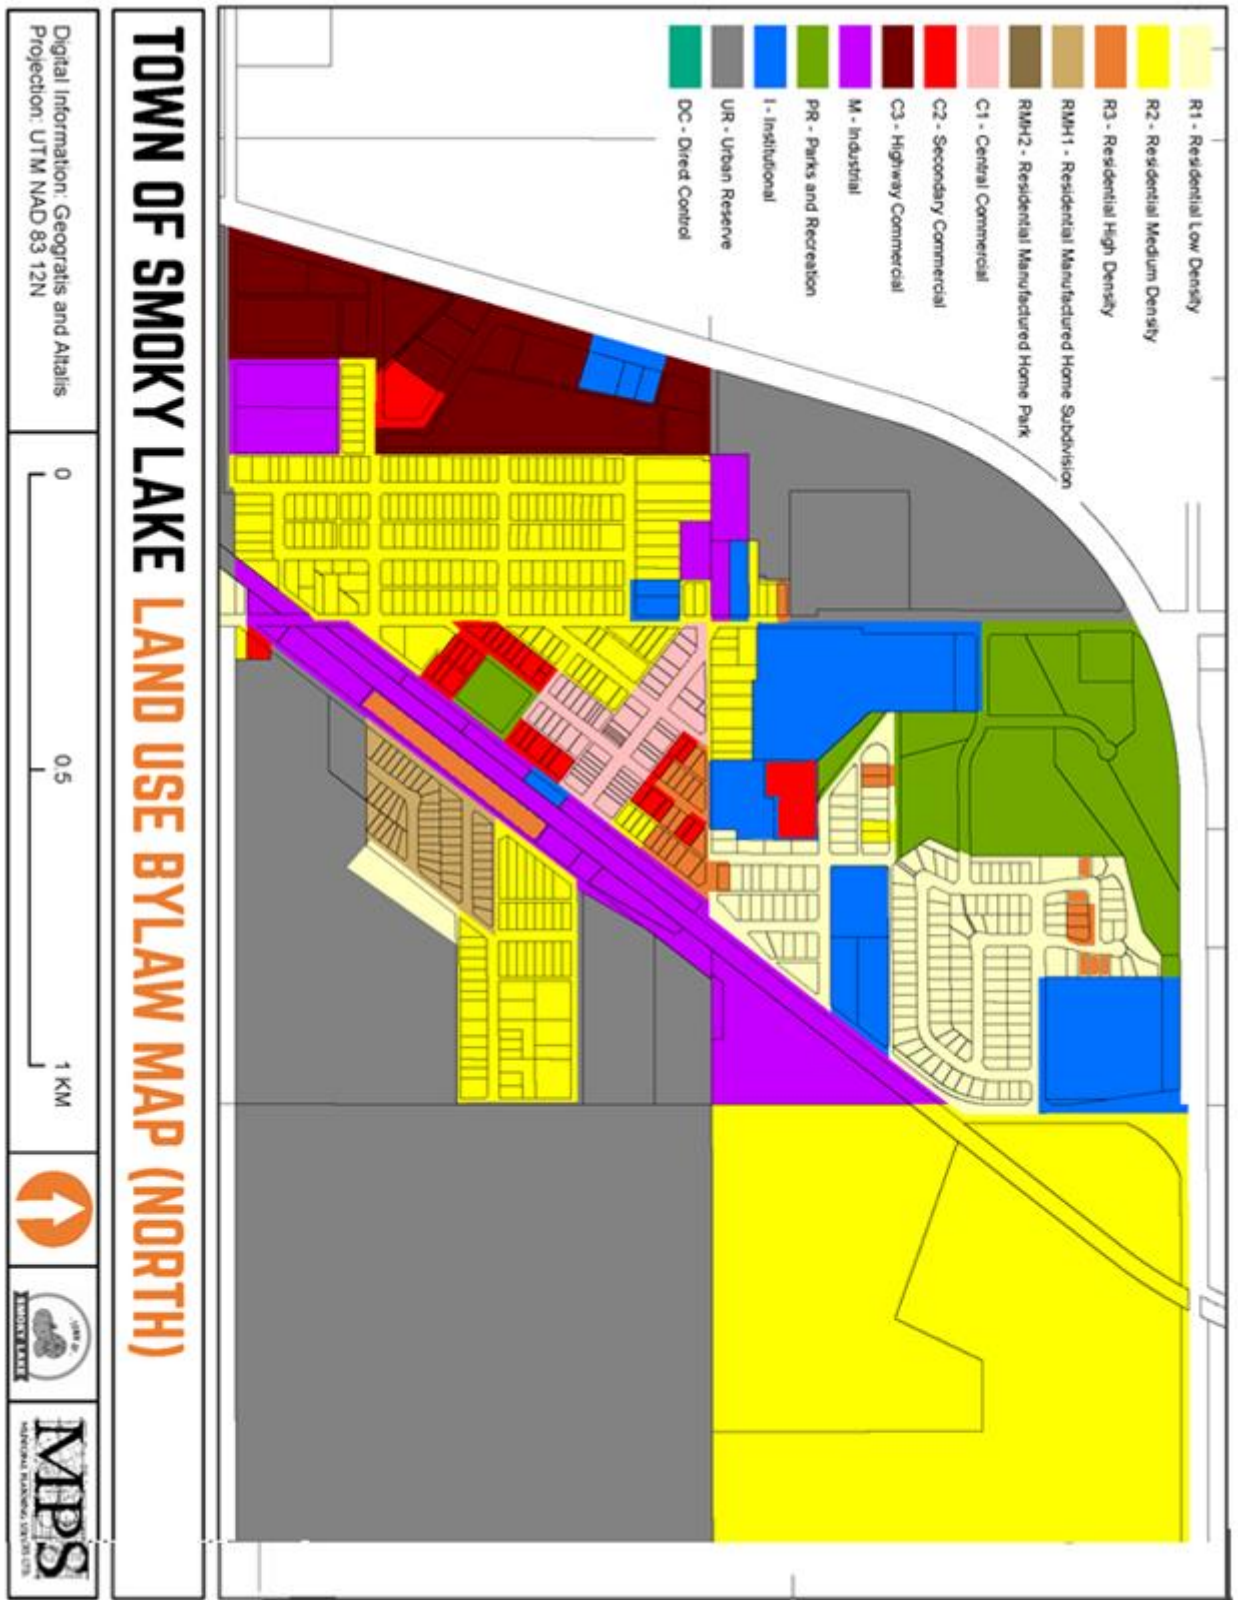 R1 - Residential Low Density
R2 - Residential Medium Density
R3 - Residential High Density
RMH1 - Residential Manufactured Home Subdivision
RMH2 - Residential Manufactured Home Park
C1 - Central Commercial
C2 - Secondary Commercial
C3 - Highway Commercial
M - Industrial
PR - Parks and Recreation
I - Institutional
UR - Urban Reserve
DC - Direct Control
TOWN OF SMOKY LAKE LAND USE BYLAW MAP (NORTH)
Digital Information: Geogratis and Altalis
Projection: UTM NAD 83 12N
0 0.5 1 KM
SMOKY LAKE
MPS